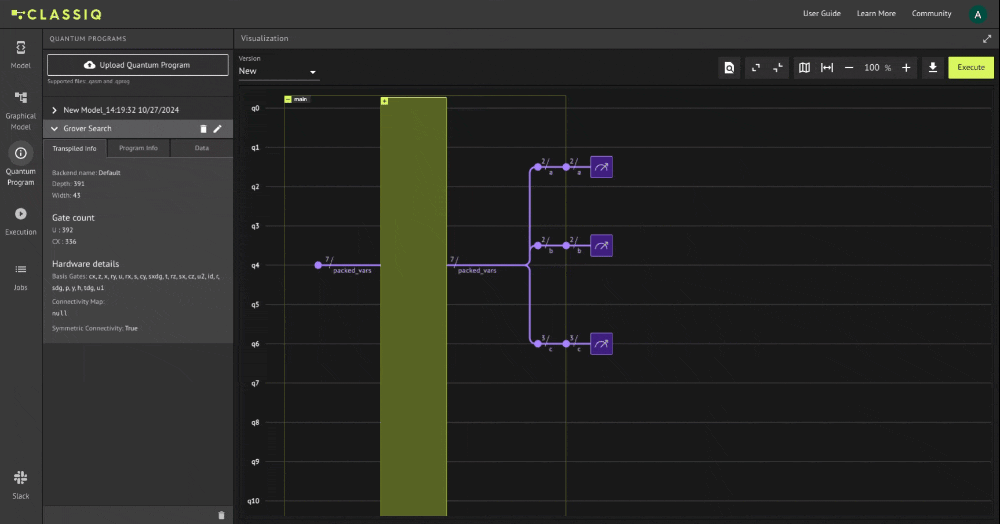 CLASSIQ
User Guide
Learn More
Community
A
Model
Graphical
Model
Quantum
Program
Execution
Jobs
Slack
QUANTUM PROGRAMS
Upload Quantum Program
Supported files: .qasm and .qprog
New Model_14:19:32 10/27/2024
Grover Search
Transpiled Info
Program Info
Data
Backend name: Default
Depth: 391
Width: 43
Gate count
U : 392
CX : 336
Hardware details
Basis Gates: cx, z, x, ry, u, rx, s, cy, sxdg, t, rz, sx, cz, u2, id, r,
sdg, p, y, h, tdg, u1
Connectivity Map:
null
Symmetric Connectivity: True
Visualization
Version
New
100 %
Execute
main
q0
q1
2/ a 2/ a
q2
q3
2/ b 2/ b
q4
7/ packed_vars
7/ packed_vars
q5
q6
3/ c 3/ c
q7
q8
q9
q10